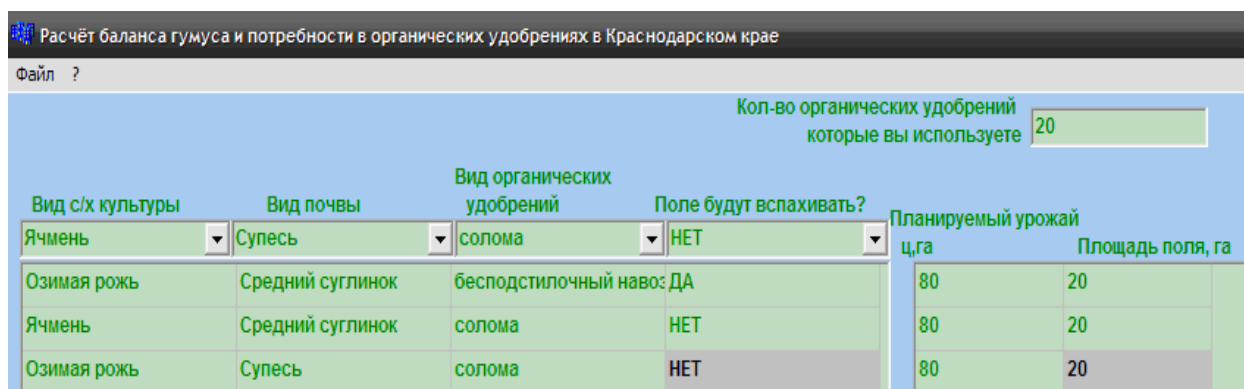 Расчёт баланса гумуса и потребности в органических удобрениях в Краснодарском крае
Файл ?
Кол-во органических удобрений
которые вы используете 20
Вид с/х культуры Вид почвы Вид органических
удобрений Поле будут вспахивать? Планируемый урожай
ц,га Площадь поля, га
Ячмень Супесь солома НЕТ
Озимая рожь Средний суглинок бесподстилочный навоз ДА 80 20
Ячмень Средний суглинок солома НЕТ 80 20
Озимая рожь Супесь солома НЕТ 80 20